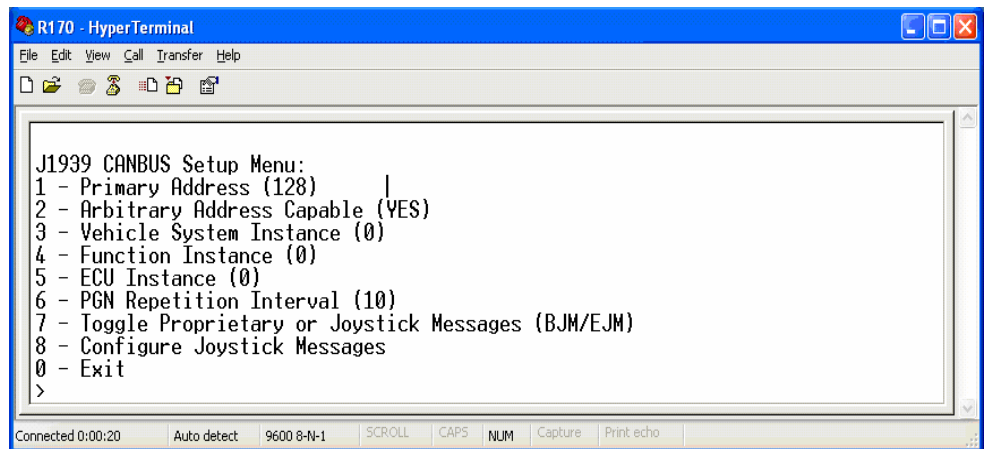 R170 - HyperTerminal
File Edit View Call Transfer Help
J1939 CANBUS Setup Menu:
1 - Primary Address (128)
2 - Arbitrary Address Capable (YES)
3 - Vehicle System Instance (0)
4 - Function Instance (0)
5 - ECU Instance (0)
6 - PGN Repetition Interval (10)
7 - Toggle Proprietary or Joystick Messages (BJM/EJM)
8 - Configure Joystick Messages
0 - Exit
>
Connected 0:00:20 Auto detect 9600 8-N-1 SCROLL CAPS NUM Capture Print echo